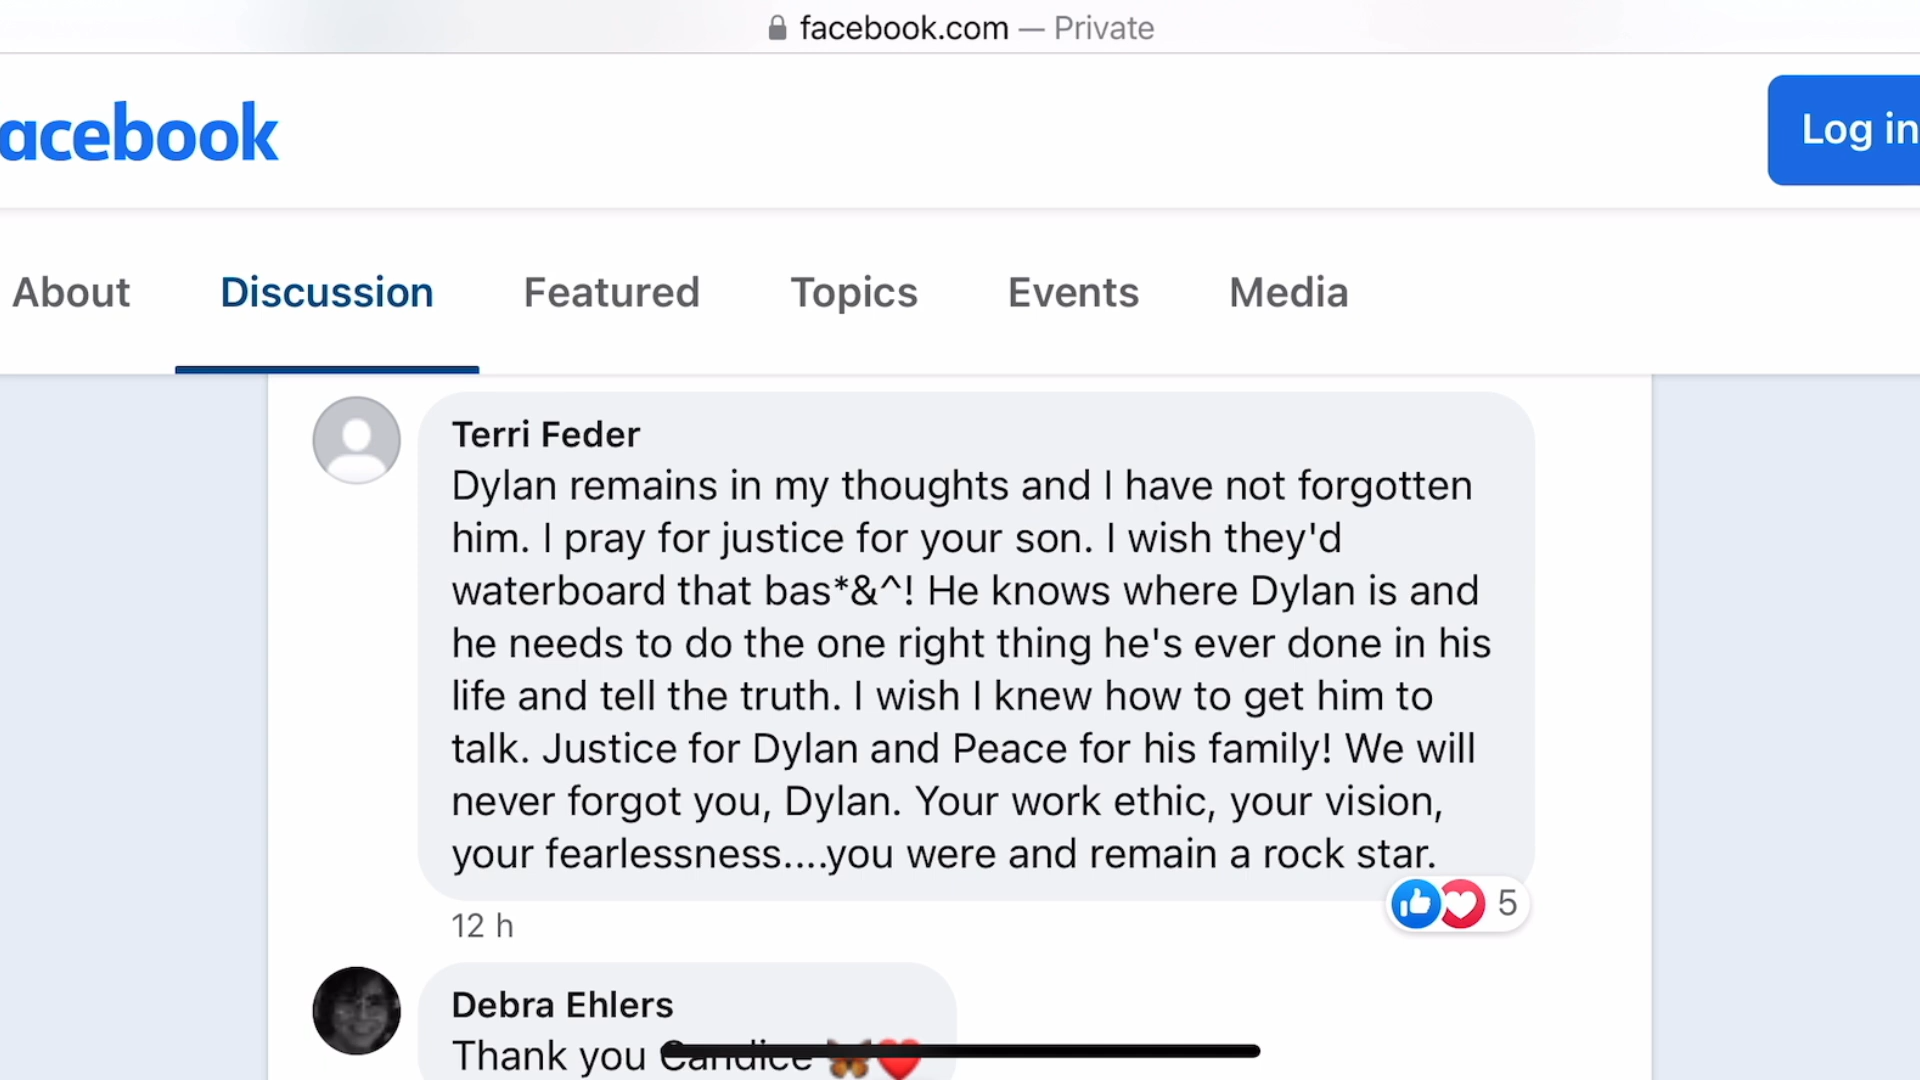 facebook.com — Private
acebook
Log in
About Discussion Featured Topics Events Media
Terri Feder
Dylan remains in my thoughts and I have not forgotten
him. I pray for justice for your son. I wish they'd
waterboard that bas*&^! He knows where Dylan is and
he needs to do the one right thing he's ever done in his
life and tell the truth. I wish I knew how to get him to
talk. Justice for Dylan and Peace for his family! We will
never forgot you, Dylan. Your work ethic, your vision,
your fearlessness....you were and remain a rock star.
5
12 h
Debra Ehlers
Thank you Candice 🦋❤️